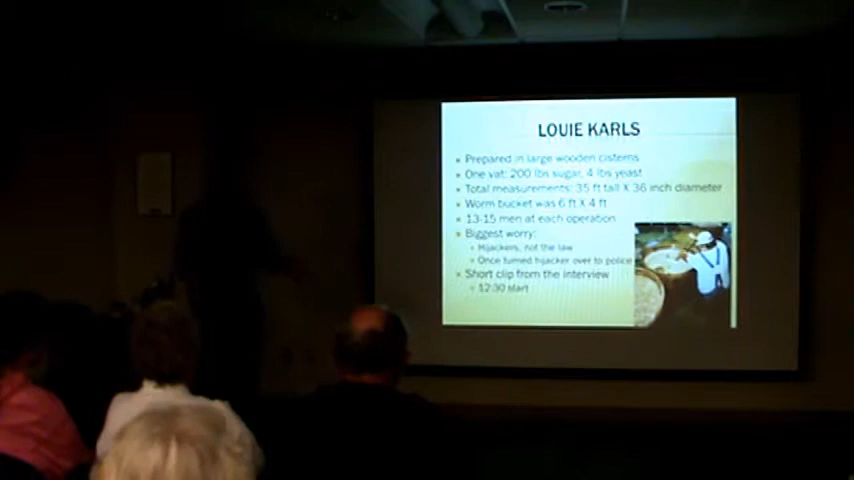 LOUIE KARLS
Prepared in large wooden cisterns
One vat: 200 lbs sugar, 4 lbs yeast
Total measurements: 35 ft tall X 36 inch diameter
Worm bucket was 6 ft X 4 ft
13-15 men at each operation
Biggest worry:
Hijackers, not the law
Once turned hijacker over to police
Short clip from the interview
12:30 start